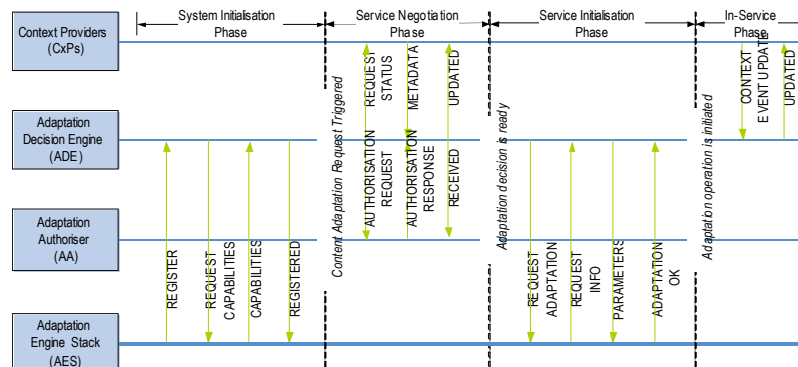 System Initialisation
Phase
Service Negotiation
Phase
Service Initialisation
Phase
In-Service
Phase
Context Providers
(CxPs)
Adaptation
Decision Engine
(ADE)
Adaptation
Authoriser
(AA)
Adaptation
Engine Stack
(AES)
REGISTER
REQUEST
CAPABILITIES
CAPABILITIES
REGISTERED
Content Adaptation Request Triggered
REQUEST
STATUS
METADATA
UPDATED
AUTHORISATION
REQUEST
AUTHORISATION
RESPONSE
RECEIVED
Adaptation decision is ready
REQUEST
ADAPTATION
REQUEST
INFO
PARAMETERS
ADAPTATION
OK
Adaptation operation is initiated
CONTEXT
EVENT UPDATE
UPDATED